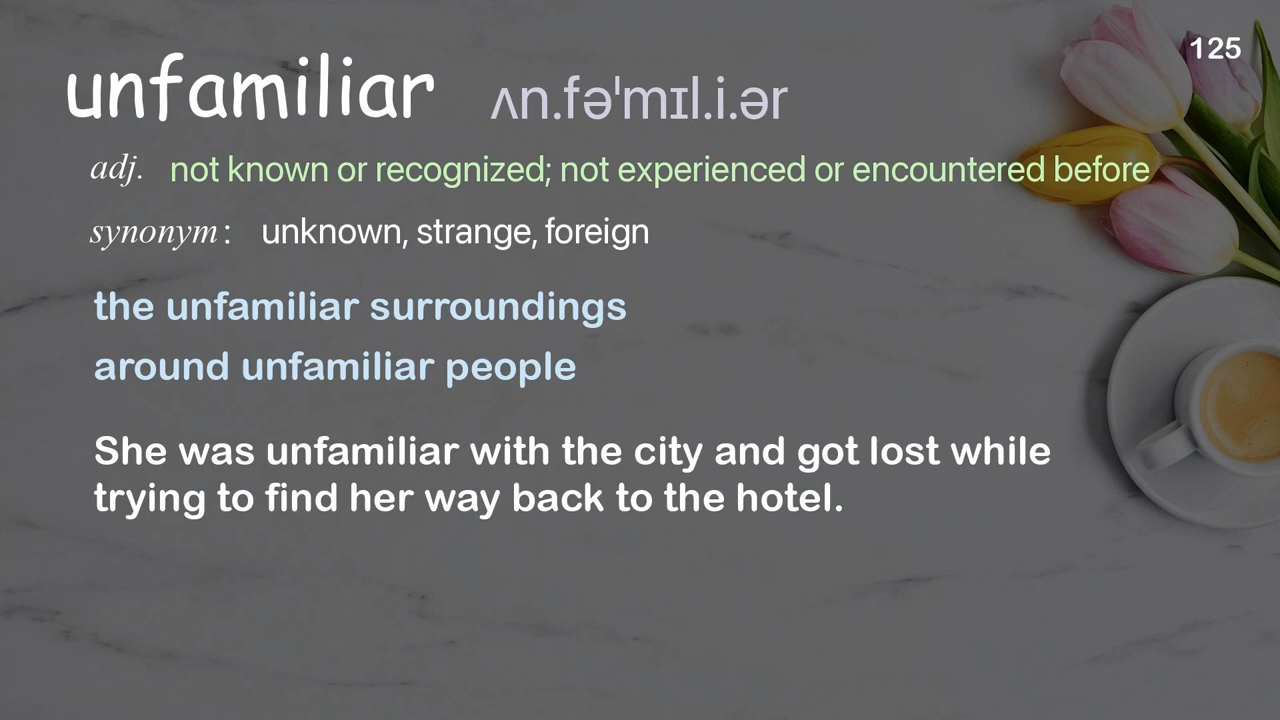 125
unfamiliar ʌn.fəˈmɪl.i.ər
adj. not known or recognized; not experienced or encountered before
synonym: unknown, strange, foreign
the unfamiliar surroundings
around unfamiliar people
She was unfamiliar with the city and got lost while
trying to find her way back to the hotel.